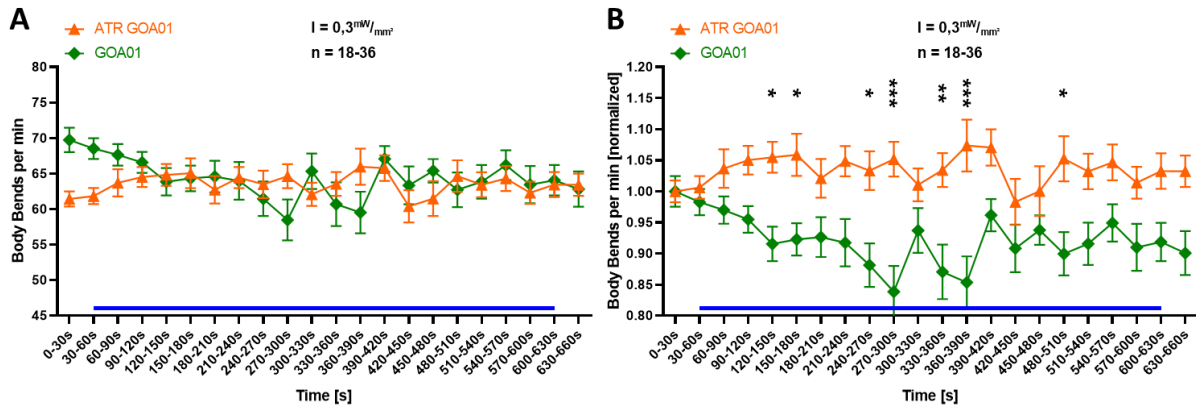 A
ATR GOA01
GOA01
I = 0,3mW/mm²
n = 18-36
Body Bends per min
80
75
70
65
60
55
50
45
0-30s
30-60s
60-90s
90-120s
120-150s
150-180s
180-210s
210-240s
240-270s
270-300s
300-330s
330-360s
360-390s
390-420s
420-450s
450-480s
480-510s
510-540s
540-570s
570-600s
600-630s
630-660s
Time [s]
B
ATR GOA01
GOA01
I = 0,3mW/mm²
n = 18-36
Body Bends per min [normalized]
1.20
1.15
1.10
1.05
1.00
0.95
0.90
0.85
0.80
*
*
*
***
**
***
*
0-30s
30-60s
60-90s
90-120s
120-150s
150-180s
180-210s
210-240s
240-270s
270-300s
300-330s
330-360s
360-390s
390-420s
420-450s
450-480s
480-510s
510-540s
540-570s
570-600s
600-630s
630-660s
Time [s]